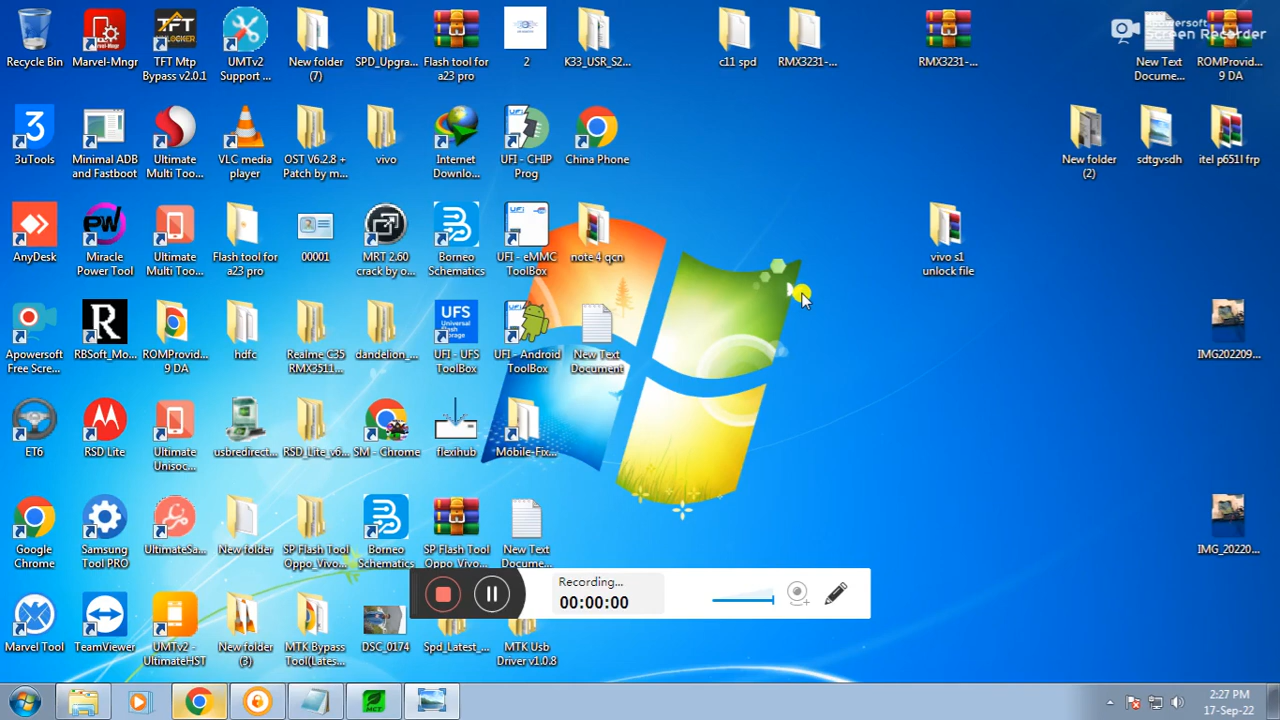 Recycle Bin
Marvel-Mngr
TFT Mtp
Bypass v2.0.1
UMTv2
Support ...
New folder
(7)
SPD_Upgra...
Flash tool for
a23 pro
2
K33_USR_S2...
c11 spd
RMX3231-...
RMX3231-...
New Text
Docume...
ROMProvid...
9 DA
3uTools
Minimal ADB
and Fastboot
Ultimate
Multi Too...
VLC media
player
OST V6.2.8 +
Patch by m...
vivo
Internet
Downlo...
UFI - CHIP
Prog
China Phone
New folder
(2)
sdtgvsdh
itel p651l frp
AnyDesk
Miracle
Power Tool
Ultimate
Multi Too...
Flash tool for
a23 pro
00001
MRT 2.60
crack by o...
Borneo
Schematics
UFI - eMMC
ToolBox
note 4 qcn
vivo s1
unlock file
Apowersoft
Free Scre...
RBSoft_Mo...
ROMProvid...
9 DA
hdfc
Realme C35
RMX3511...
dandelion_...
UFS
Universal
Flash
Storage
UFI - UFS
ToolBox
UFI - Android
ToolBox
New Text
Document
IMG202209...
ET6
RSD Lite
Ultimate
Unisoc...
usbredirect...
RSD_Lite_v6...
SM - Chrome
flexihub
Mobile-Fix...
Google
Chrome
Samsung
Tool PRO
UltimateSa...
New folder
SP Flash Tool
Oppo_Vivo...
Borneo
Schematics
SP Flash Tool
Oppo_Vivo...
New Text
Docume...
IMG_20220...
Recording...
00:00:00
Marvel Tool
TeamViewer
UMTv2 -
UltimateHST
New folder
(3)
MTK Bypass
Tool(Lates...
DSC_0174
Spd_Latest_...
MTK Usb
Driver v1.0.8
MCT
2:27 PM
17-Sep-22